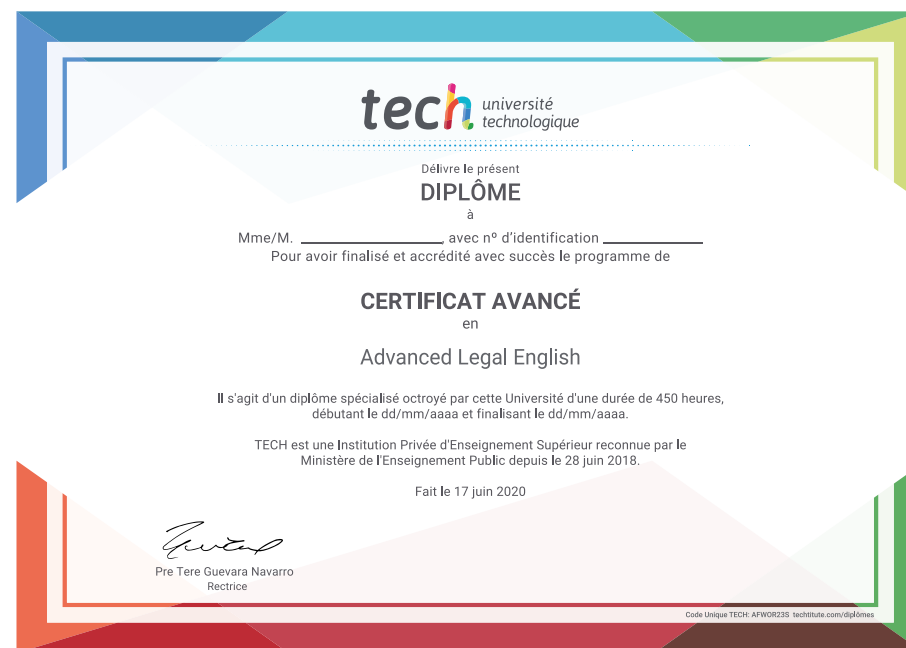 tech université
technologique
Délivre le présent
DIPLÔME
à
Mme/M. ____________, avec nº d'identification ____________
Pour avoir finalisé et accrédité avec succès le programme de
CERTIFICAT AVANCÉ
en
Advanced Legal English
Il s'agit d'un diplôme spécialisé octroyé par cette Université d'une durée de 450 heures,
débutant le dd/mm/aaaa et finalisant le dd/mm/aaaa.
TECH est une Institution Privée d'Enseignement Supérieur reconnue par le
Ministère de l'Enseignement Public depuis le 28 juin 2018.
Fait le 17 juin 2020
Pre Tere Guevara Navarro
Rectrice
Code Unique TECH: AFWOR23S techtitute.com/diplômes